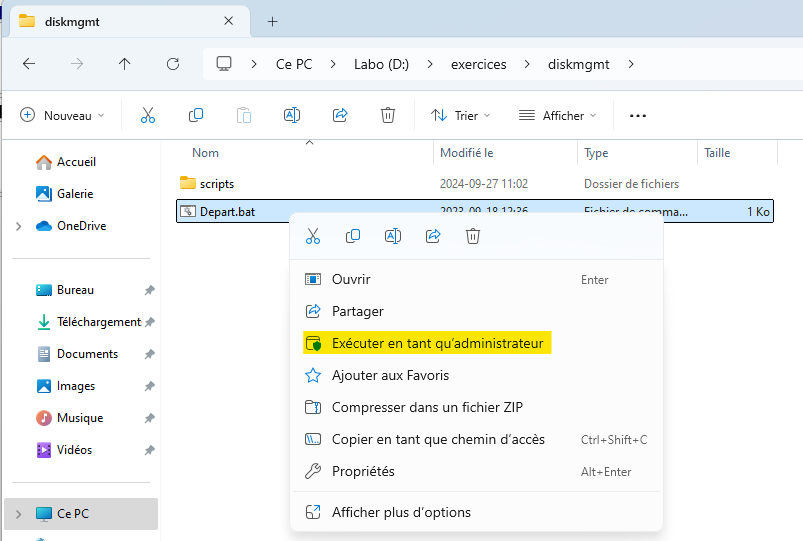 diskmgmt
Ce PC > Labo (D:) > exercices > diskmgmt >
Nouveau Trier Afficher
Nom Modifié le Type Taille
Accueil
Galerie
OneDrive
Bureau
Téléchargement
Documents
Images
Musique
Vidéos
Ce PC
scripts 2024-09-27 11:02 Dossier de fichiers
Depart.bat 2023-09-18 12:36 Fichier de comma... 1 Ko
Ouvrir Enter
Partager
Exécuter en tant qu’administrateur
Ajouter aux Favoris
Compresser dans un fichier ZIP
Copier en tant que chemin d’accès Ctrl+Shift+C
Propriétés Alt+Enter
Afficher plus d’options